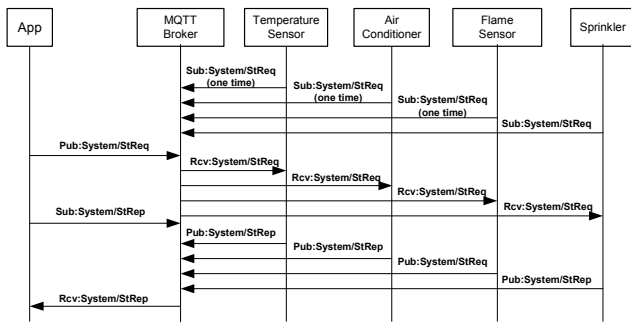 App
MQTT
Broker
Temperature
Sensor
Air
Conditioner
Flame
Sensor
Sprinkler
Sub:System/StReq
(one time)
Sub:System/StReq
(one time)
Sub:System/StReq
(one time)
Sub:System/StReq
Pub:System/StReq
Rcv:System/StReq
Rcv:System/StReq
Rcv:System/StReq
Rcv:System/StReq
Sub:System/StRep
Pub:System/StRep
Pub:System/StRep
Pub:System/StReq
Pub:System/StRep
Rcv:System/StRep